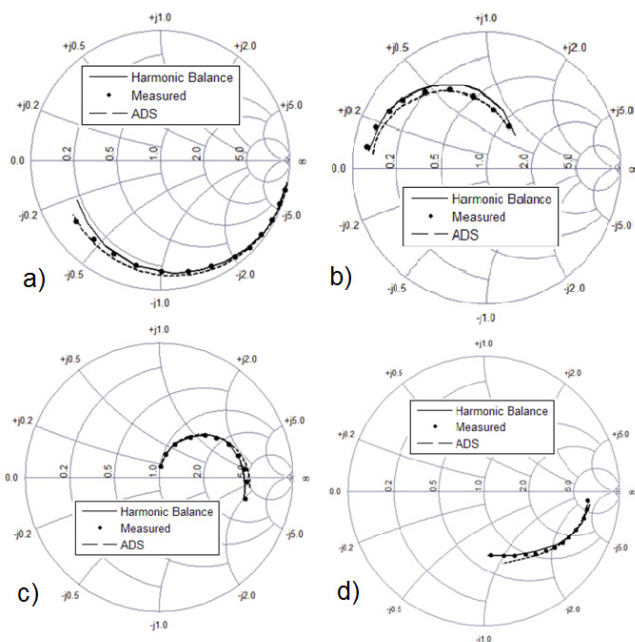 +j1.0
+j0.5
+j2.0
Harmonic Balance
Measured
ADS
+j0.2
+j5.0
0.0
0.2
0.5
1.0
2.0
5.0
∞
-j0.2
-j5.0
-j0.5
-j2.0
-j1.0
a)
+j1.0
+j0.5
+j2.0
+j0.2
+j5.0
0.0
0.2
0.5
1.0
2.0
5.0
∞
Harmonic Balance
Measured
ADS
-j0.2
-j5.0
-j0.5
-j2.0
-j1.0
b)
+j1.0
+j0.5
+j2.0
+j0.2
+j5.0
0.0
0.2
0.5
1.0
2.0
5.0
∞
Harmonic Balance
Measured
ADS
-j0.2
-j5.0
-j0.5
-j2.0
-j1.0
c)
+j1.0
+j0.5
+j2.0
Harmonic Balance
Measured
ADS
+j0.2
+j5.0
0.0
0.2
0.5
1.0
2.0
5.0
∞
-j0.2
-j5.0
-j0.5
-j2.0
-j1.0
d)